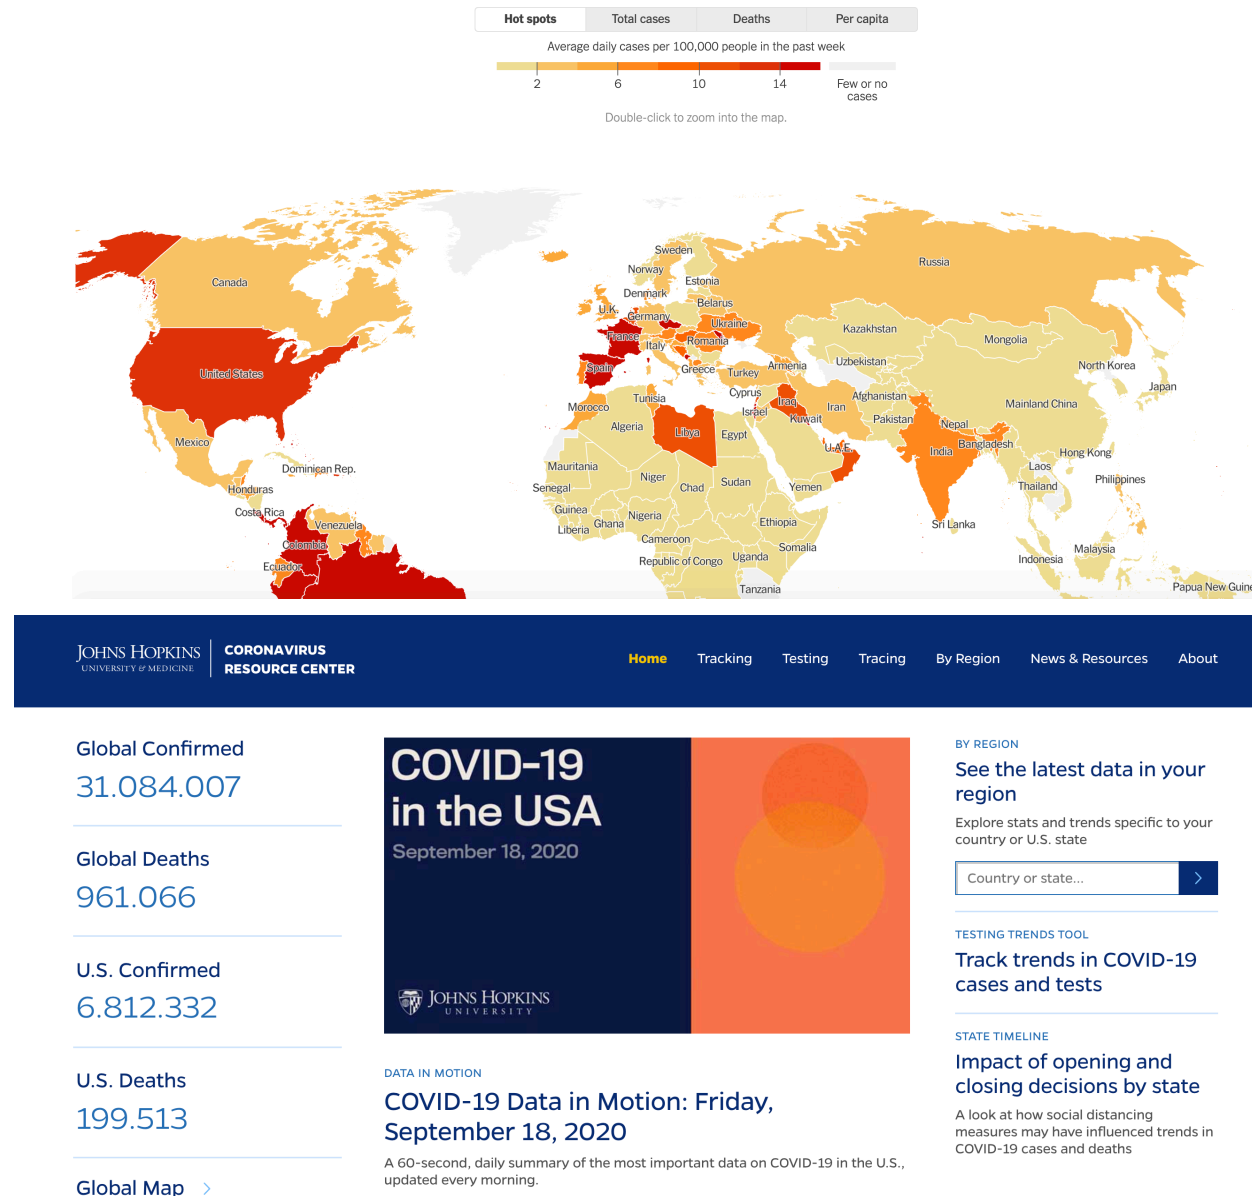 Hot spots
Total cases
Deaths
Per capita
Average daily cases per 100,000 people in the past week
2
6
10
14
Few or no
cases
Double-click to zoom into the map.
Sweden
Russia
Norway
Canada
Estonia
Denmark
Belarus
U.K.
Germany
Ukraine
Kazakhstan
France
Romania
Mongolia
Italy
Uzbekistan
Armenia
North Korea
Spain
Greece
Turkey
United States
Japan
Cyprus
Afghanistan
Tunisia
Iraq
Mainland China
Morocco
Israel
Iran
Kuwait
Pakistan
Nepal
Algeria
Libya
Egypt
Mexico
Bangladesh
U.A.E.
India
Hong Kong
Dominican Rep.
Mauritania
Laos
Niger
Philippines
Honduras
Sudan
Senegal
Chad
Yemen
Thailand
Costa Rica
Guinea
Nigeria
Venezuela
Ghana
Ethiopia
Sri Lanka
Liberia
Cameroon
Colombia
Somalia
Malaysia
Republic of Congo
Uganda
Indonesia
Ecuador
Tanzania
Papua New Guine
JOHNS HOPKINS
UNIVERSITY & MEDICINE
CORONAVIRUS
RESOURCE CENTER
Home
Tracking
Testing
Tracing
By Region
News & Resources
About
Global Confirmed
31.084.007
Global Deaths
961.066
U.S. Confirmed
6.812.332
U.S. Deaths
199.513
Global Map
COVID-19
in the USA
September 18, 2020
JOHNS HOPKINS
UNIVERSITY
DATA IN MOTION
COVID-19 Data in Motion: Friday,
September 18, 2020
A 60-second, daily summary of the most important data on COVID-19 in the U.S.,
updated every morning.
BY REGION
See the latest data in your
region
Explore stats and trends specific to your
country or U.S. state
Country or state...
TESTING TRENDS TOOL
Track trends in COVID-19
cases and tests
STATE TIMELINE
Impact of opening and
closing decisions by state
A look at how social distancing
measures may have influenced trends in
COVID-19 cases and deaths